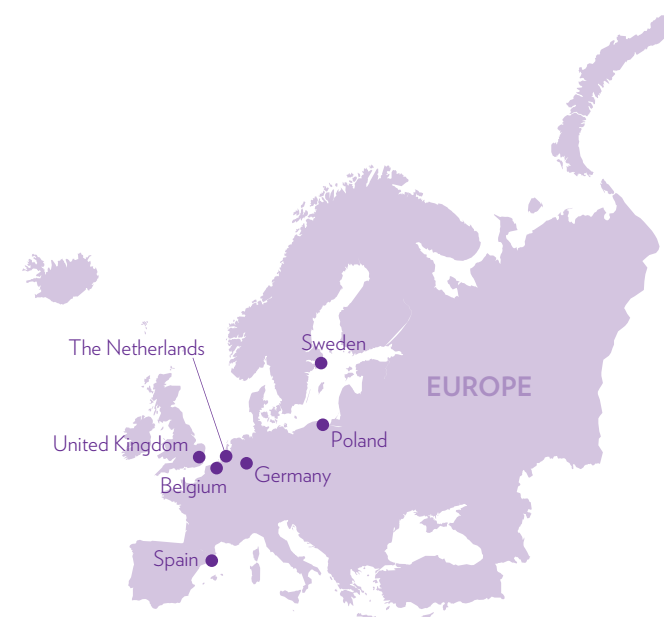 Sweden
The Netherlands
EUROPE
Poland
United Kingdom
Germany
Belgium
Spain